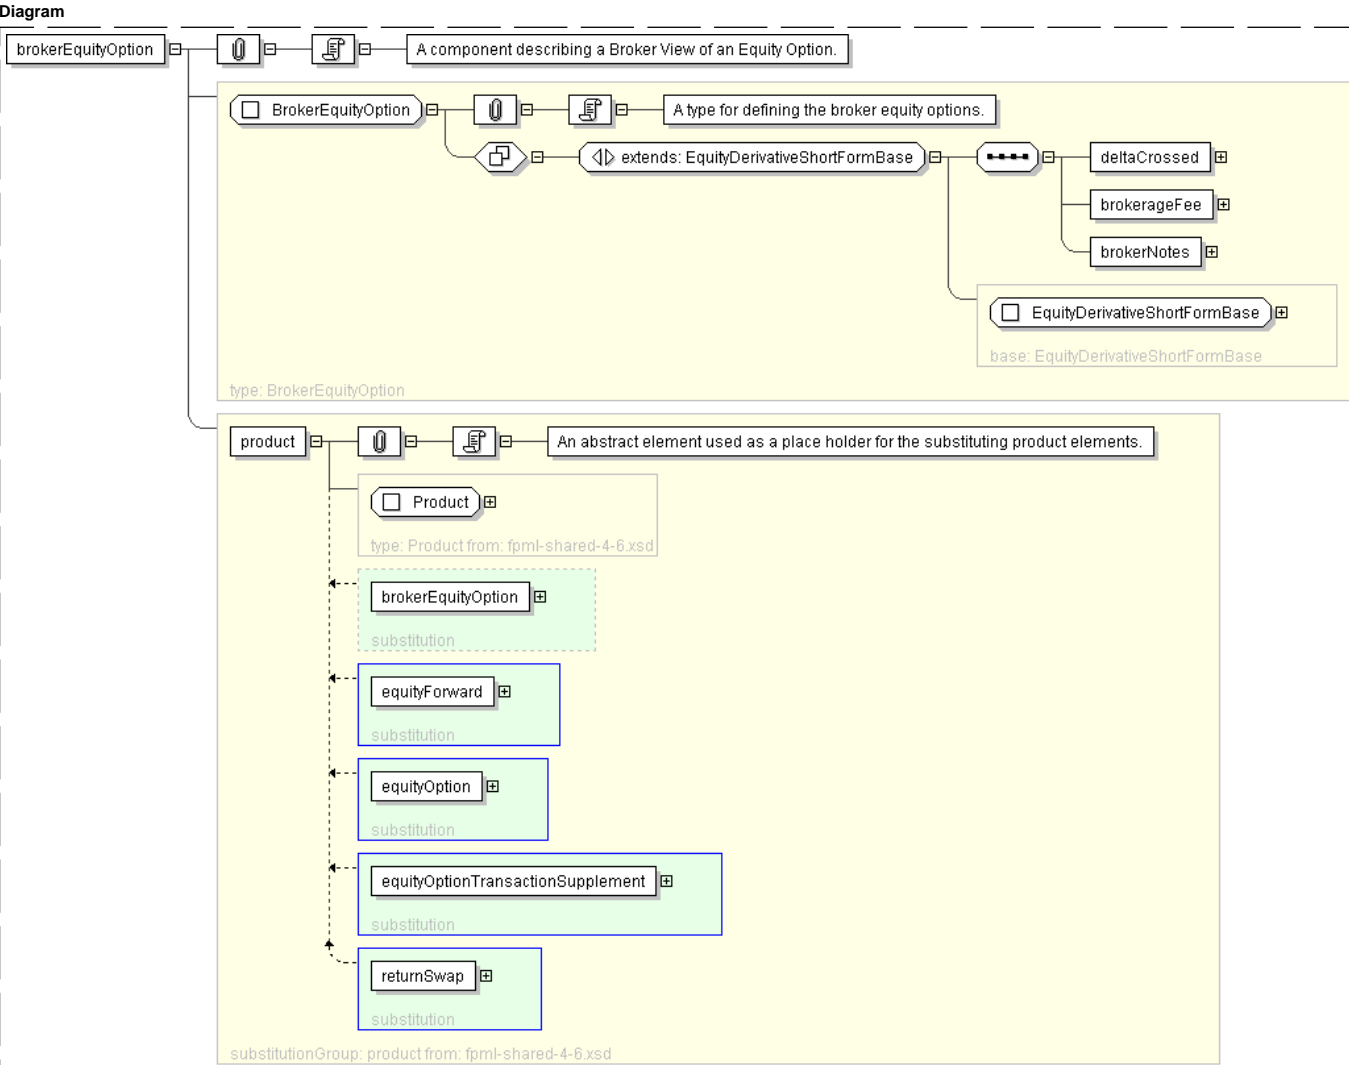 Diagram
brokerEquityOption
A component describing a Broker View of an Equity Option.
BrokerEquityOption
A type for defining the broker equity options.
extends: EquityDerivativeShortFormBase
deltaCrossed
brokerageFee
brokerNotes
EquityDerivativeShortFormBase
base: EquityDerivativeShortFormBase
type: BrokerEquityOption
product
An abstract element used as a place holder for the substituting product elements.
Product
type: Product from: fpml-shared-4-6.xsd
brokerEquityOption
substitution
equityForward
substitution
equityOption
substitution
equityOptionTransactionSupplement
substitution
returnSwap
substitution
substitutionGroup: product from: fpml-shared-4-6.xsd